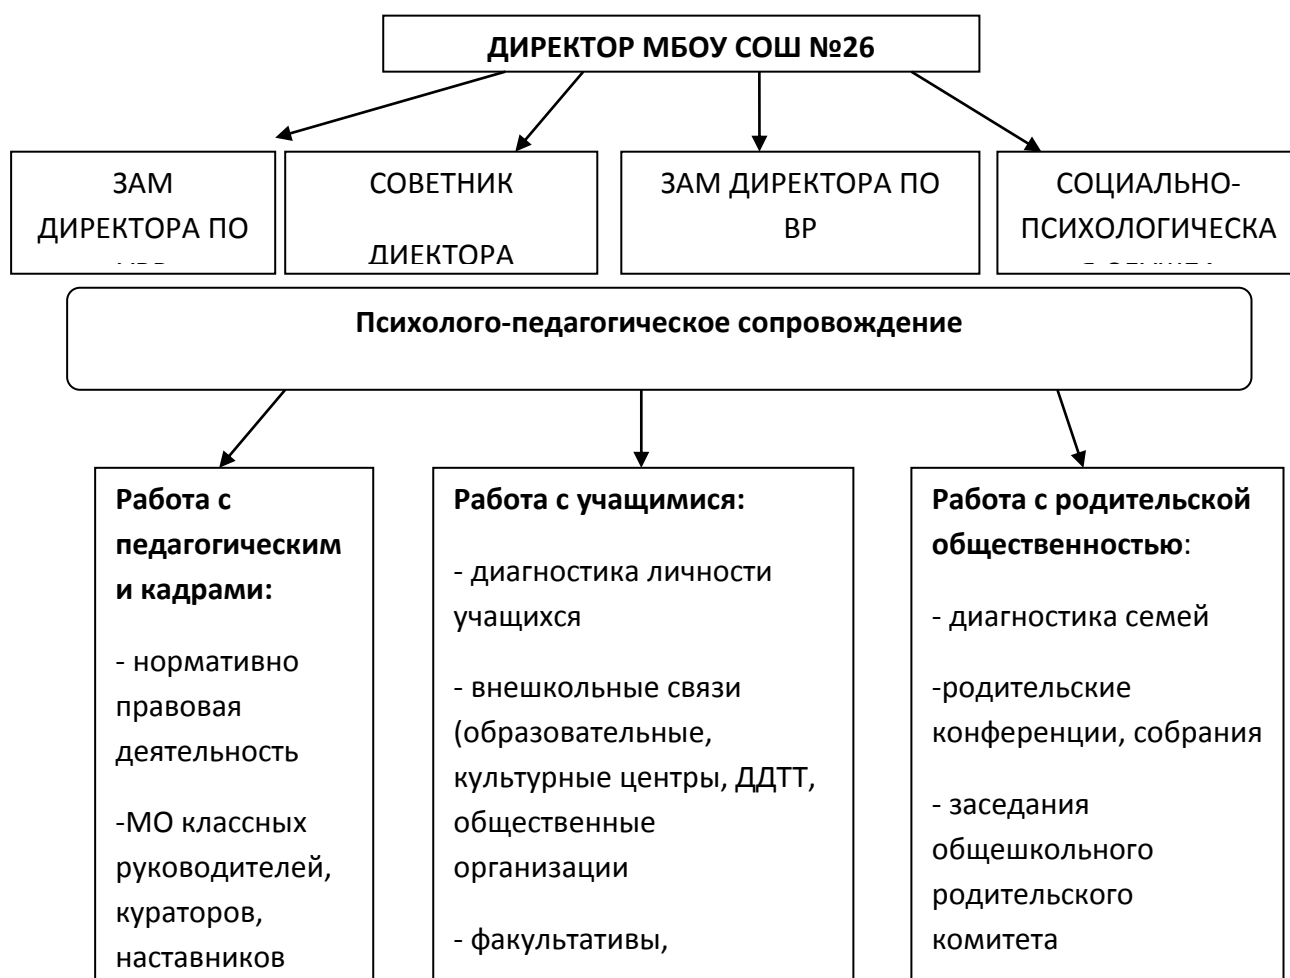 ДИРЕКТОР МБОУ СОШ №26
ЗАМ
ДИРЕКТОРА ПО
СОВЕТНИК
ДИЕКТОРА
ЗАМ ДИРЕКТОРА ПО
ВР
СОЦИАЛЬНО-
ПСИХОЛОГИЧЕСКА
Психолого-педагогическое сопровождение
Работа с
педагогическим
и кадрами:
- нормативно
правовая
деятельность
-МО классных
руководителей,
кураторов,
наставников
Работа с учащимися:
- диагностика личности
учащихся
- внешкольные связи
(образовательные,
культурные центры, ДДТТ,
общественные
организации
- факультативы,
Работа с родительской
общественностью:
- диагностика семей
-родительские
конференции, собрания
- заседания
общешкольного
родительского
комитета